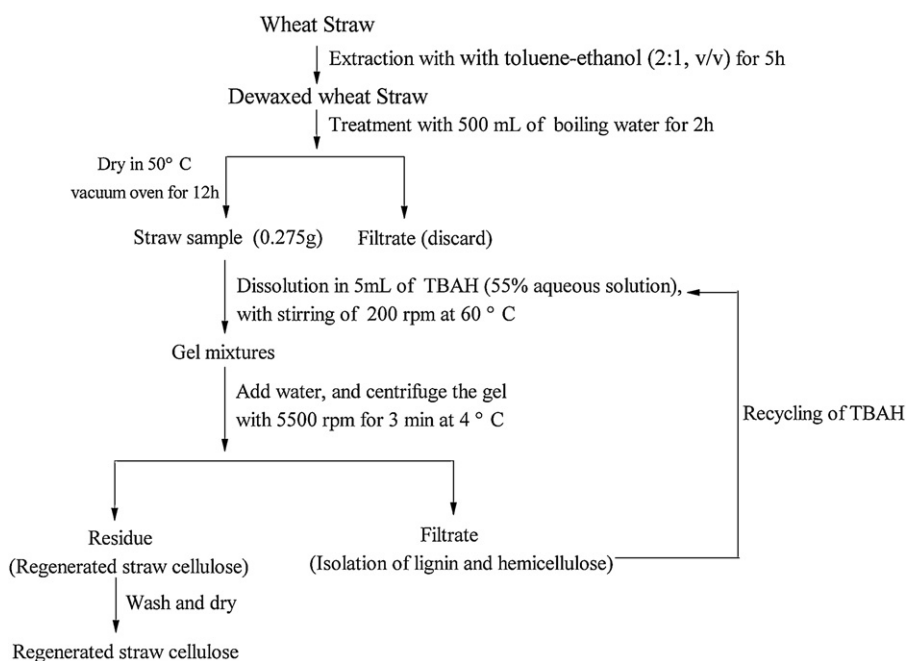 Wheat Straw
Extraction with with toluene-ethanol (2:1, v/v) for 5h
Dewaxed wheat Straw
Treatment with 500 mL of boiling water for 2h
Dry in 50° C
vacuum oven for 12h
Straw sample (0.275g)
Filtrate (discard)
Dissolution in 5mL of TBAH (55% aqueous solution),
with stirring of 200 rpm at 60 ° C
Gel mixtures
Add water, and centrifuge the gel
with 5500 rpm for 3 min at 4 ° C
Recycling of TBAH
Residue
(Regenerated straw cellulose)
Filtrate
(Isolation of lignin and hemicellulose)
Wash and dry
Regenerated straw cellulose